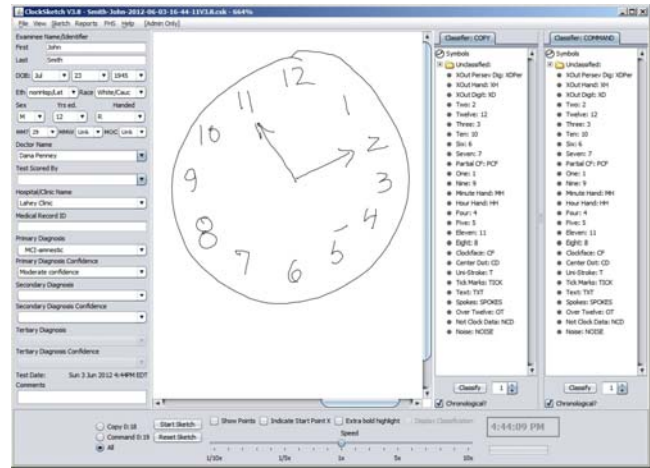 ClockSketch V3.8 - Smith-John-2012-06-03-16-44-11V3.8.csk - 664%
File View Sketch Reports PHS Help [Admin Only]
Examinee Name/Identifier
First John
Last Smith
DOB: Jul 23 1945
Eth nonHisp/Lat Race White/Cauc
Sex Yrs ed. Handed
M 12 R
MMT 29 MMW Unk MOC Unk
Doctor Name
Dana Penney
Test Scored By
Hospital/Clinic Name
Lahey Clinic
Medical Record ID
Primary Diagnosis
MCI-amnestic
Primary Diagnosis Confidence
Moderate confidence
Secondary Diagnosis
Secondary Diagnosis Confidence
Tertiary Diagnosis
Tertiary Diagnosis Confidence
Test Date: Sun 3 Jun 2012 4:44PM EDT
Comments
12
11
1
10
2
9
3
8
4
7
5
6
Classifier: COPY
Symbols
Unclassified:
XOut Persev Dig: XDPer
XOut Hand: XH
XOut Digit: XD
Two: 2
Twelve: 12
Three: 3
Ten: 10
Six: 6
Seven: 7
Partial CF: PCF
One: 1
Nine: 9
Minute Hand: MH
Hour Hand: HH
Four: 4
Five: 5
Eleven: 11
Eight: 8
Clockface: CF
Center Dot: CD
Uni-Stroke: T
Tick Marks: TICK
Text: TXT
Spokes: SPOKES
Over Twelve: OT
Not Clock Data: NCD
Noise: NOISE
Classify 1
Chronological?
Classifier: COMMAND
Symbols
Unclassified:
XOut Persev Dig: XDPer
XOut Hand: XH
XOut Digit: XD
Two: 2
Twelve: 12
Three: 3
Ten: 10
Six: 6
Seven: 7
Partial CF: PCF
One: 1
Nine: 9
Minute Hand: MH
Hour Hand: HH
Four: 4
Five: 5
Eleven: 11
Eight: 8
Clockface: CF
Center Dot: CD
Uni-Stroke: T
Tick Marks: TICK
Text: TXT
Spokes: SPOKES
Over Twelve: OT
Not Clock Data: NCD
Noise: NOISE
Classify 1
Chronological?
Copy 0:18
Command 0:19
All
Start Sketch
Reset Sketch
Show Points Indicate Start Point X Extra bold highlight Display Classification
Speed
1/10x 1/5x 1x 5x 10x
4:44:09 PM